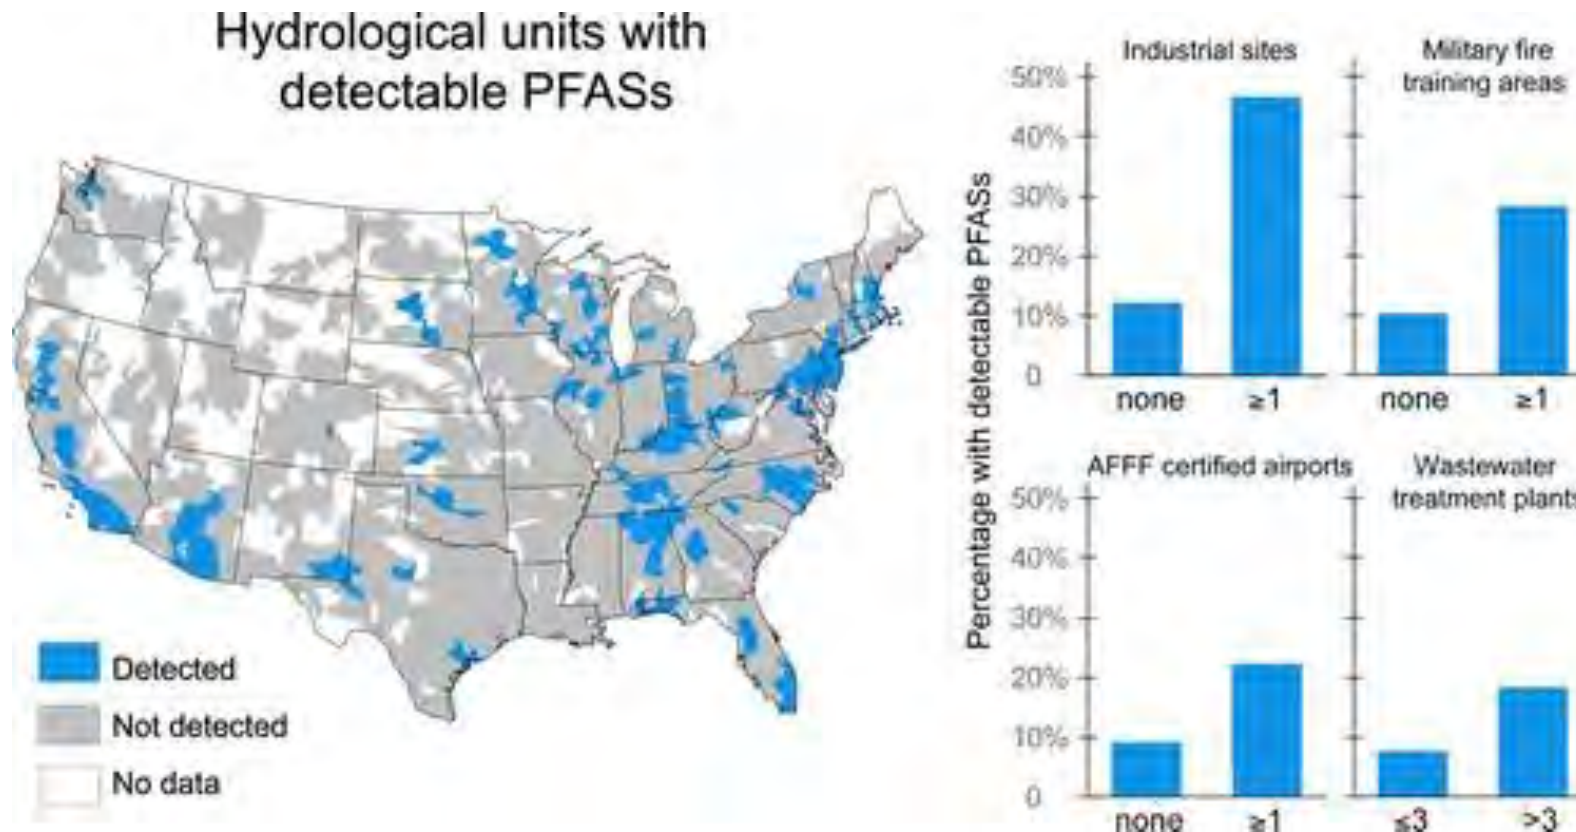 Hydrological units with
detectable PFASs
Detected
Not detected
No data
Percentage with detectable PFASs
Industrial sites
50%
40%
30%
20%
10%
0
none ≥1
Military fire
training areas
none ≥1
AFFF certified airports
50%
40%
30%
20%
10%
0
none ≥1
Wastewater
treatment plants
≤3 >3